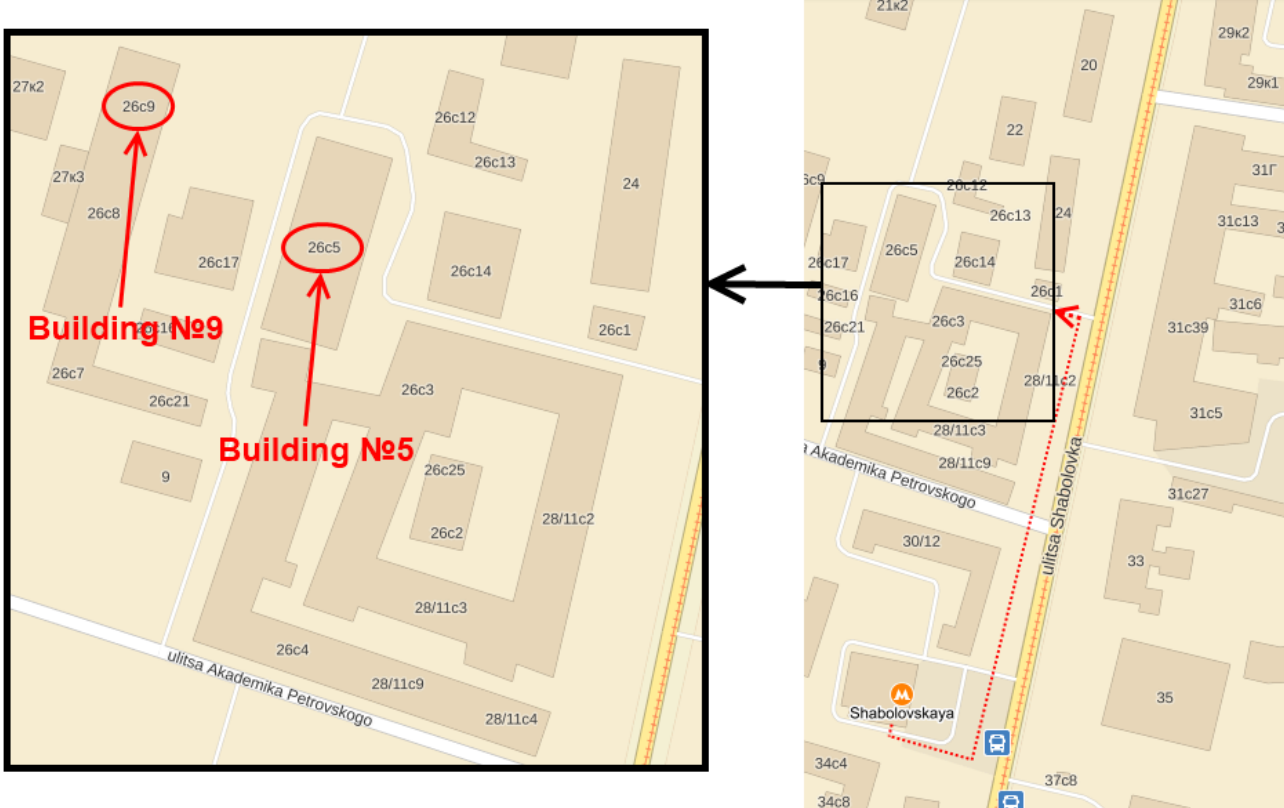 27к2
26с9
26с12
26с13
27к3
24
26с8
26с5
26с17
26с14
Building №9
26с16
26с1
26с7
26с3
26с21
Building №5
26с25
9
28/11с2
26с2
28/11с3
26с4
ulitsa Akademika Petrovskogo
28/11с9
28/11с4
21к2
29к2
20
29к1
22
31Г
26с12
26с13
24
31с13
26с5
26с17
26с14
26с16
26с1
31с6
26с21
26с3
31с39
26с25
9
28/11с2
26с2
31с5
28/11с3
Akademika Petrovskogo
28/11с9
ulitsa Shabolovka
31с27
30/12
33
М
Shabolovskaya
35
34с4
37с8
34с8